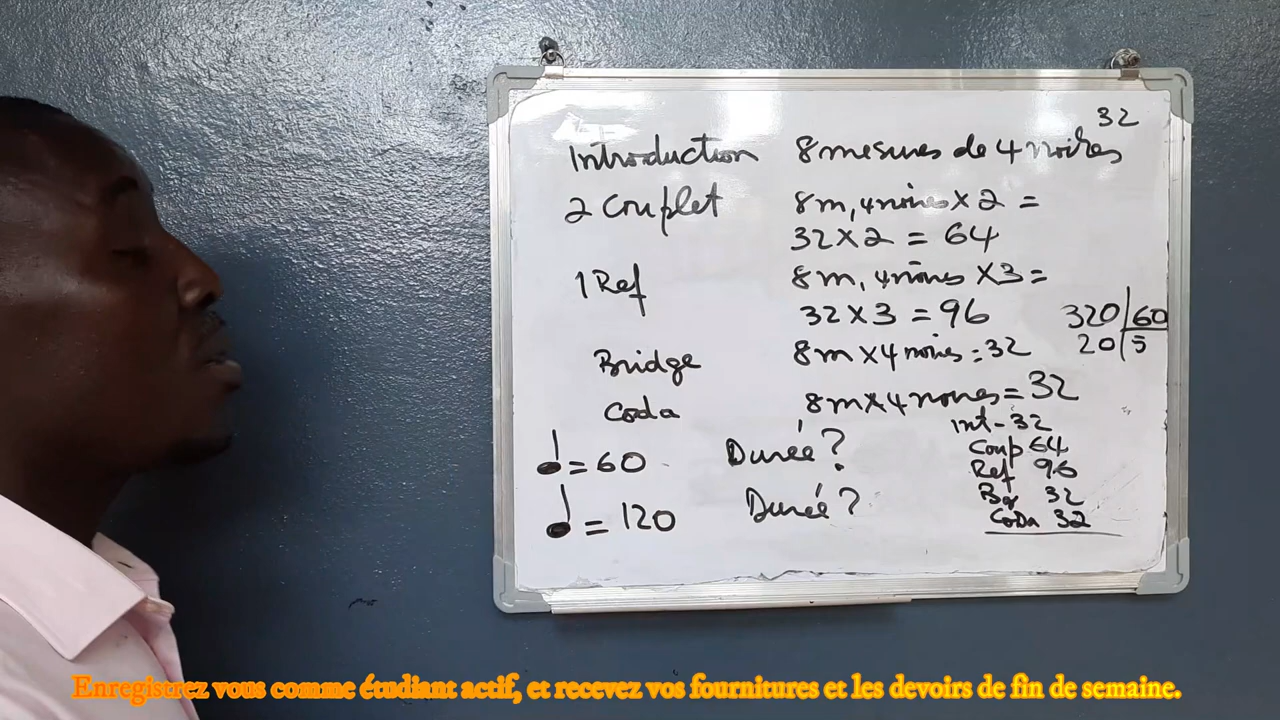 32
Introduction 8 mesures de 4 noires
2 Couplet 8m, 4 noires X 2 =
32 X 2 = 64
1 Ref 8m, 4 noires X 3 =
32 X 3 = 96
320 | 60
20 | 5
Bridge 8m X 4 noires = 32
Coda 8m X 4 noires = 32
Int - 32
Coup 64
Ref 96
32
Coda 32
♩ = 60 Durée ?
♩ = 120 Durée ?
Enregistrez vous comme étudiant actif, et recevez vos fournitures et les devoirs de fin de semaine.